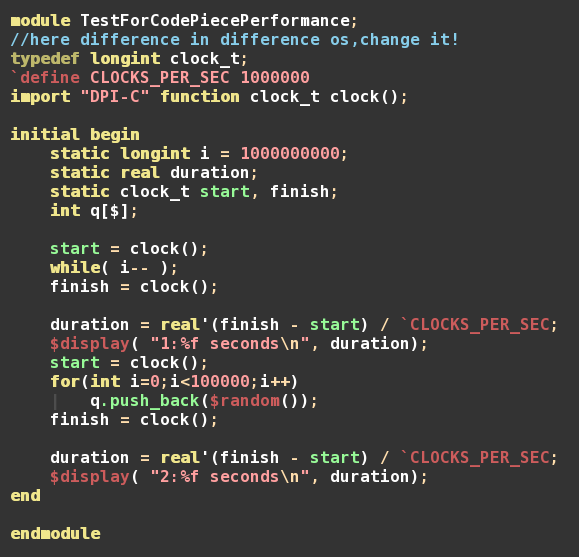 module TestForCodePiecePerformance;
//here difference in difference os,change it!
typedef longint clock_t;
`define CLOCKS_PER_SEC 1000000
import "DPI-C" function clock_t clock();

initial begin
    static longint i = 1000000000;
    static real duration;
    static clock_t start, finish;
    int q[$];

    start = clock();
    while( i-- );
    finish = clock();

    duration = real'(finish - start) / `CLOCKS_PER_SEC;
    $display( "1:%f seconds\n", duration);
    start = clock();
    for(int i=0;i<100000;i++)
    |   q.push_back($random());
    finish = clock();

    duration = real'(finish - start) / `CLOCKS_PER_SEC;
    $display( "2:%f seconds\n", duration);
end

endmodule